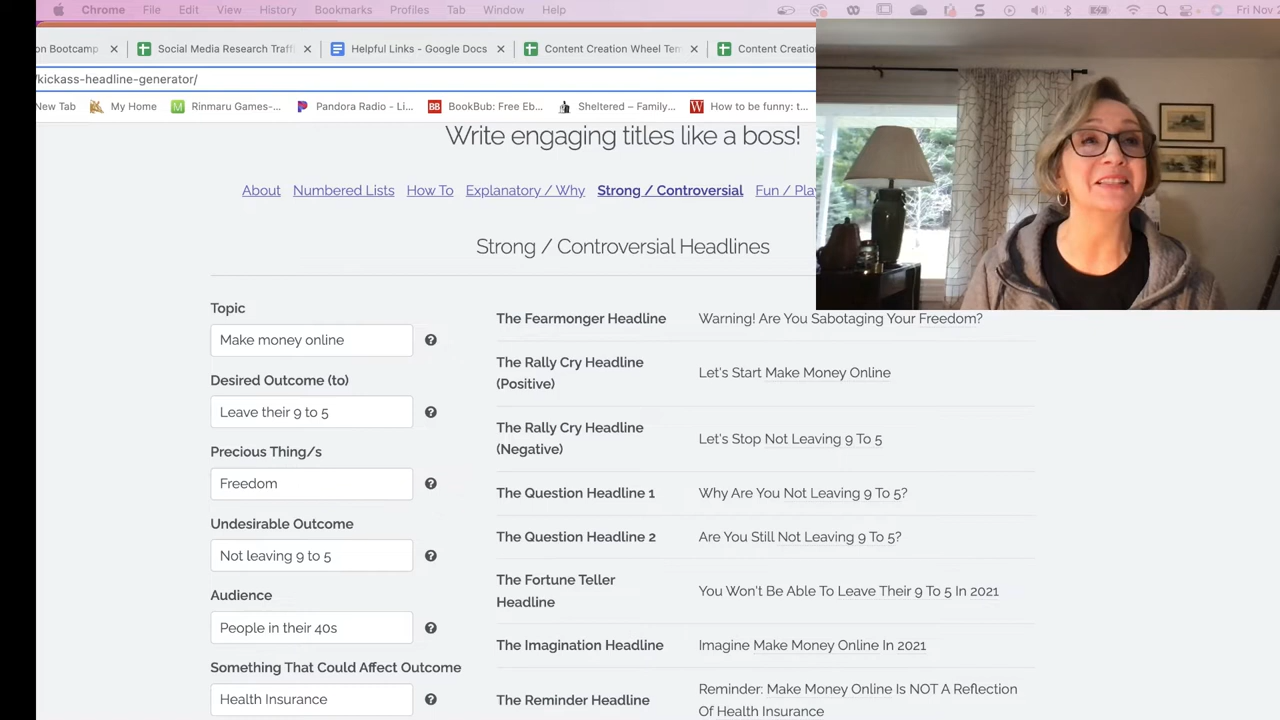 Chrome File Edit View History Bookmarks Profiles Tab Window Help Fri Nov
on Bootcamp Social Media Research Traffi Helpful Links - Google Docs Content Creation Wheel Tem Content Creatio
/kickass-headline-generator/
New Tab My Home Rinmaru Games-... Pandora Radio - Li... BookBub: Free Eb... Sheltered – Family... How to be funny: t...
Write engaging titles like a boss!
About Numbered Lists How To Explanatory / Why Strong / Controversial Fun / Play
Strong / Controversial Headlines
Topic
Make money online
Desired Outcome (to)
Leave their 9 to 5
Precious Thing/s
Freedom
Undesirable Outcome
Not leaving 9 to 5
Audience
People in their 40s
Something That Could Affect Outcome
Health Insurance
The Fearmonger Headline Warning! Are You Sabotaging Your Freedom?
The Rally Cry Headline
(Positive)
Let's Start Make Money Online
The Rally Cry Headline
(Negative)
Let's Stop Not Leaving 9 To 5
The Question Headline 1 Why Are You Not Leaving 9 To 5?
The Question Headline 2 Are You Still Not Leaving 9 To 5?
The Fortune Teller
Headline
You Won't Be Able To Leave Their 9 To 5 In 2021
The Imagination Headline Imagine Make Money Online In 2021
The Reminder Headline
Reminder: Make Money Online Is NOT A Reflection
Of Health Insurance